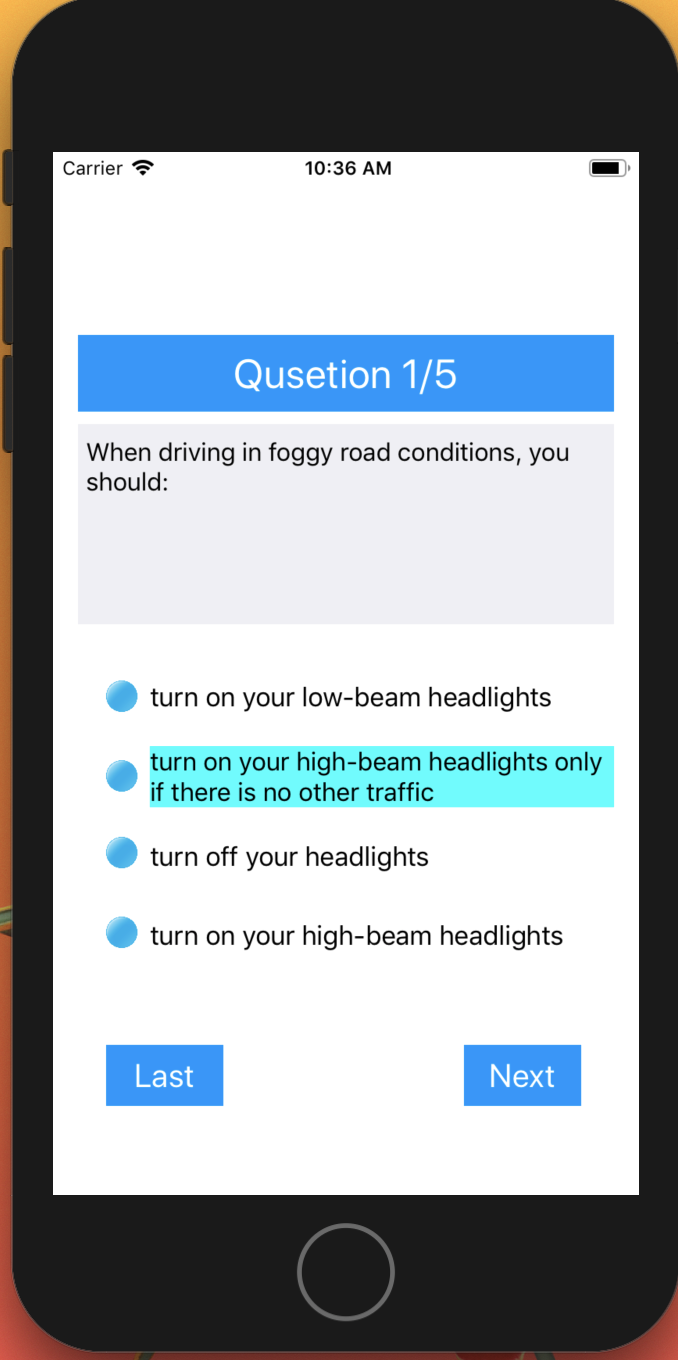 Carrier
10:36 AM
Qusetion 1/5
When driving in foggy road conditions, you
should:
turn on your low-beam headlights
turn on your high-beam headlights only
if there is no other traffic
turn off your headlights
turn on your high-beam headlights
Last
Next